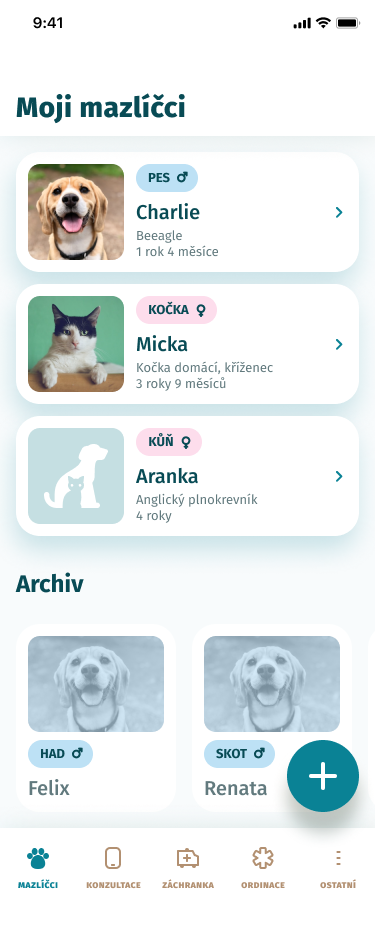 9:41
Moji mazlíčci
PES
Charlie
Beeagle
1 rok 4 měsíce
KOČKA
Micka
Kočka domácí, kříženec
3 roky 9 měsíců
KŮŇ
Aranka
Anglický plnokrevník
4 roky
Archiv
HAD
Felix
SKOT
Renata
MAZLÍČCI
KONZULTACE
ZÁCHRANKA
ORDINACE
OSTATNÍ